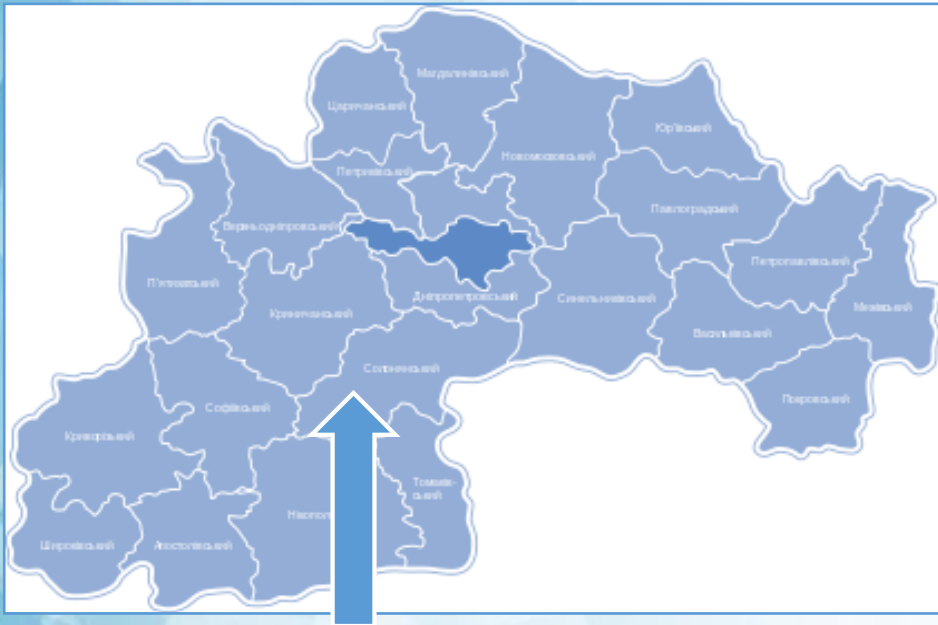 Магдалинівський
Царичанський
Юр'ївський
Новомосковський
Петриківський
Павлоградський
Верхньодніпровський
Петропавлівський
П'ятихатський
Дніпропетровський
Синельниківський
Межівський
Криничанський
Васильківський
Солонянський
Покровський
Софіївський
Криворізький
Томаків-
ський
Нікопол
Широківський
Апостолівський